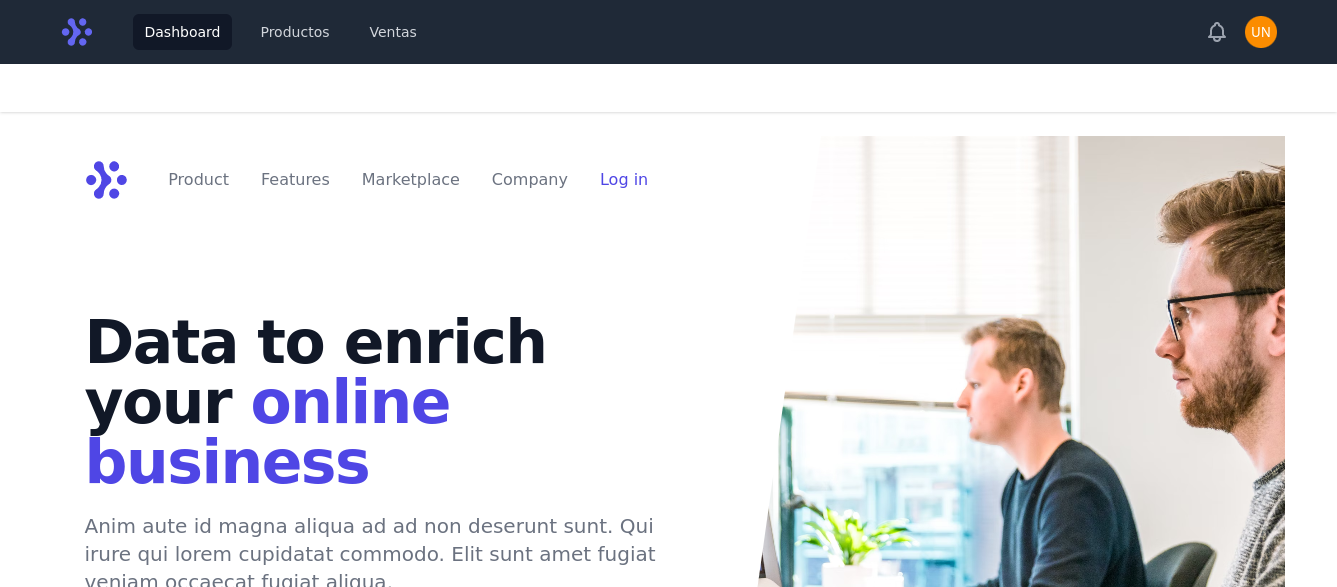 Dashboard Productos Ventas UN
Product Features Marketplace Company Log in
Data to enrich
your online
business
Anim aute id magna aliqua ad ad non deserunt sunt. Qui
irure qui lorem cupidatat commodo. Elit sunt amet fugiat
veniam occaecat fugiat aliqua.